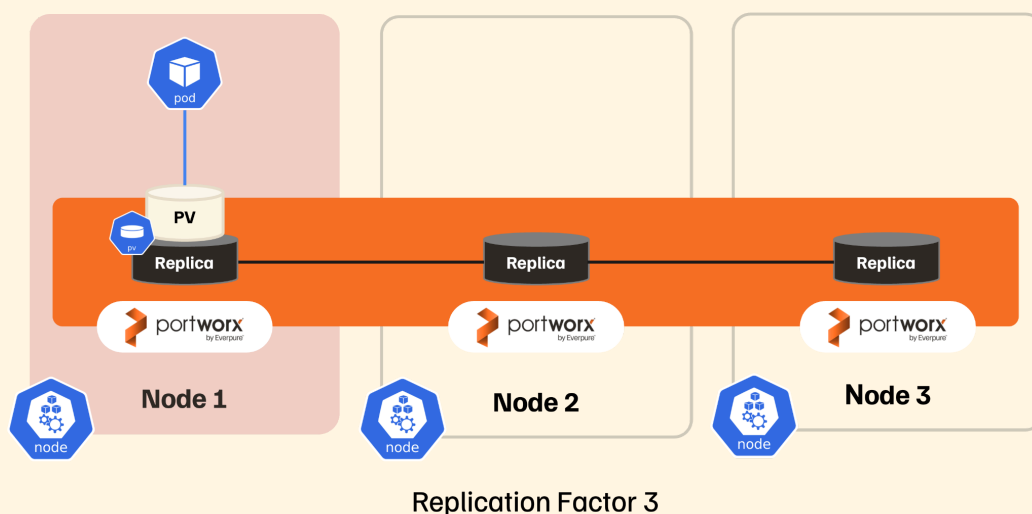 pod
PV
pv
Replica
Replica
Replica
portworx
by Everpure
portworx
by Everpure
portworx
by Everpure
Node 1
Node 2
Node 3
node
node
node
Replication Factor 3